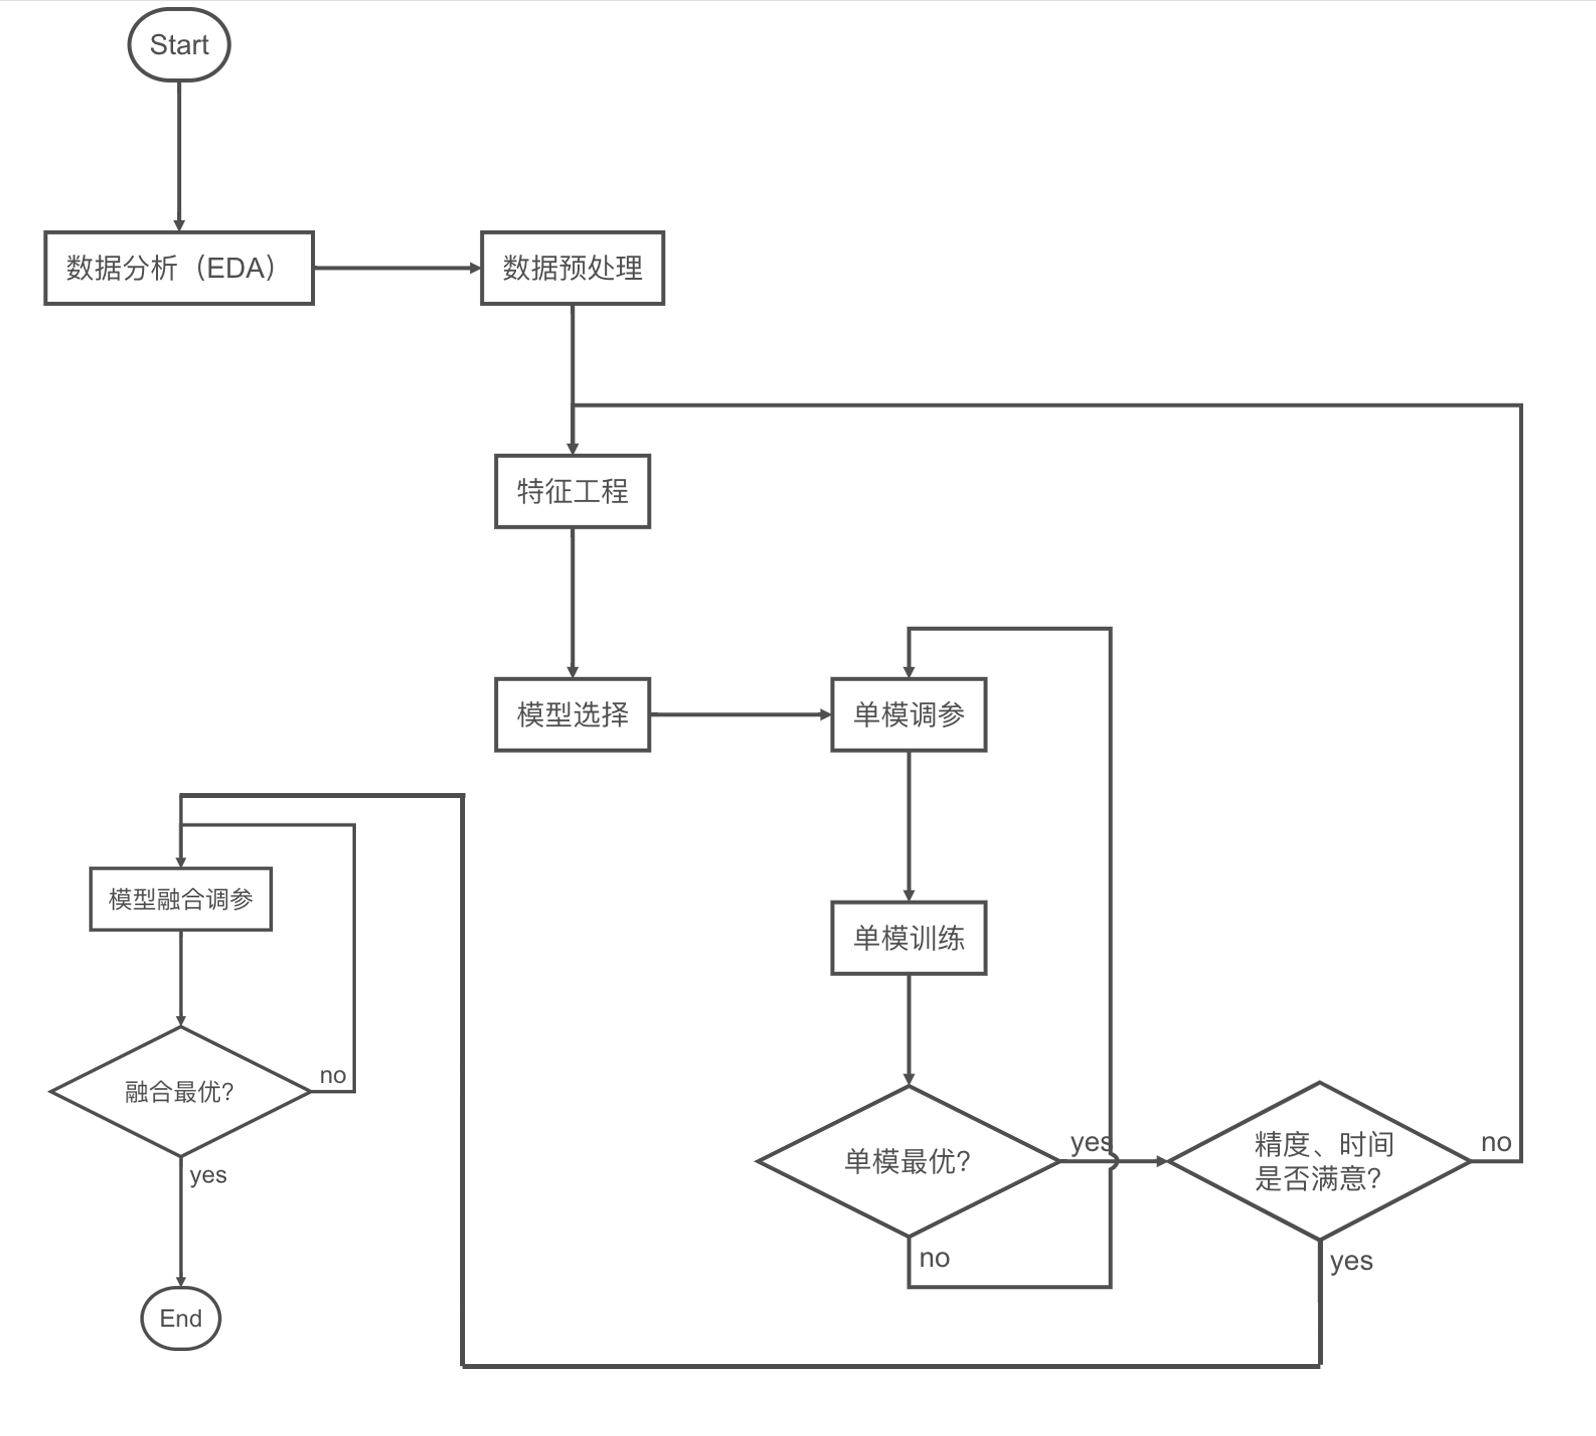 Start
数据分析（EDA）
数据预处理
特征工程
模型选择
单模调参
单模训练
单模最优?
yes
no
精度、时间
是否满意?
no
yes
模型融合调参
融合最优?
no
yes
End